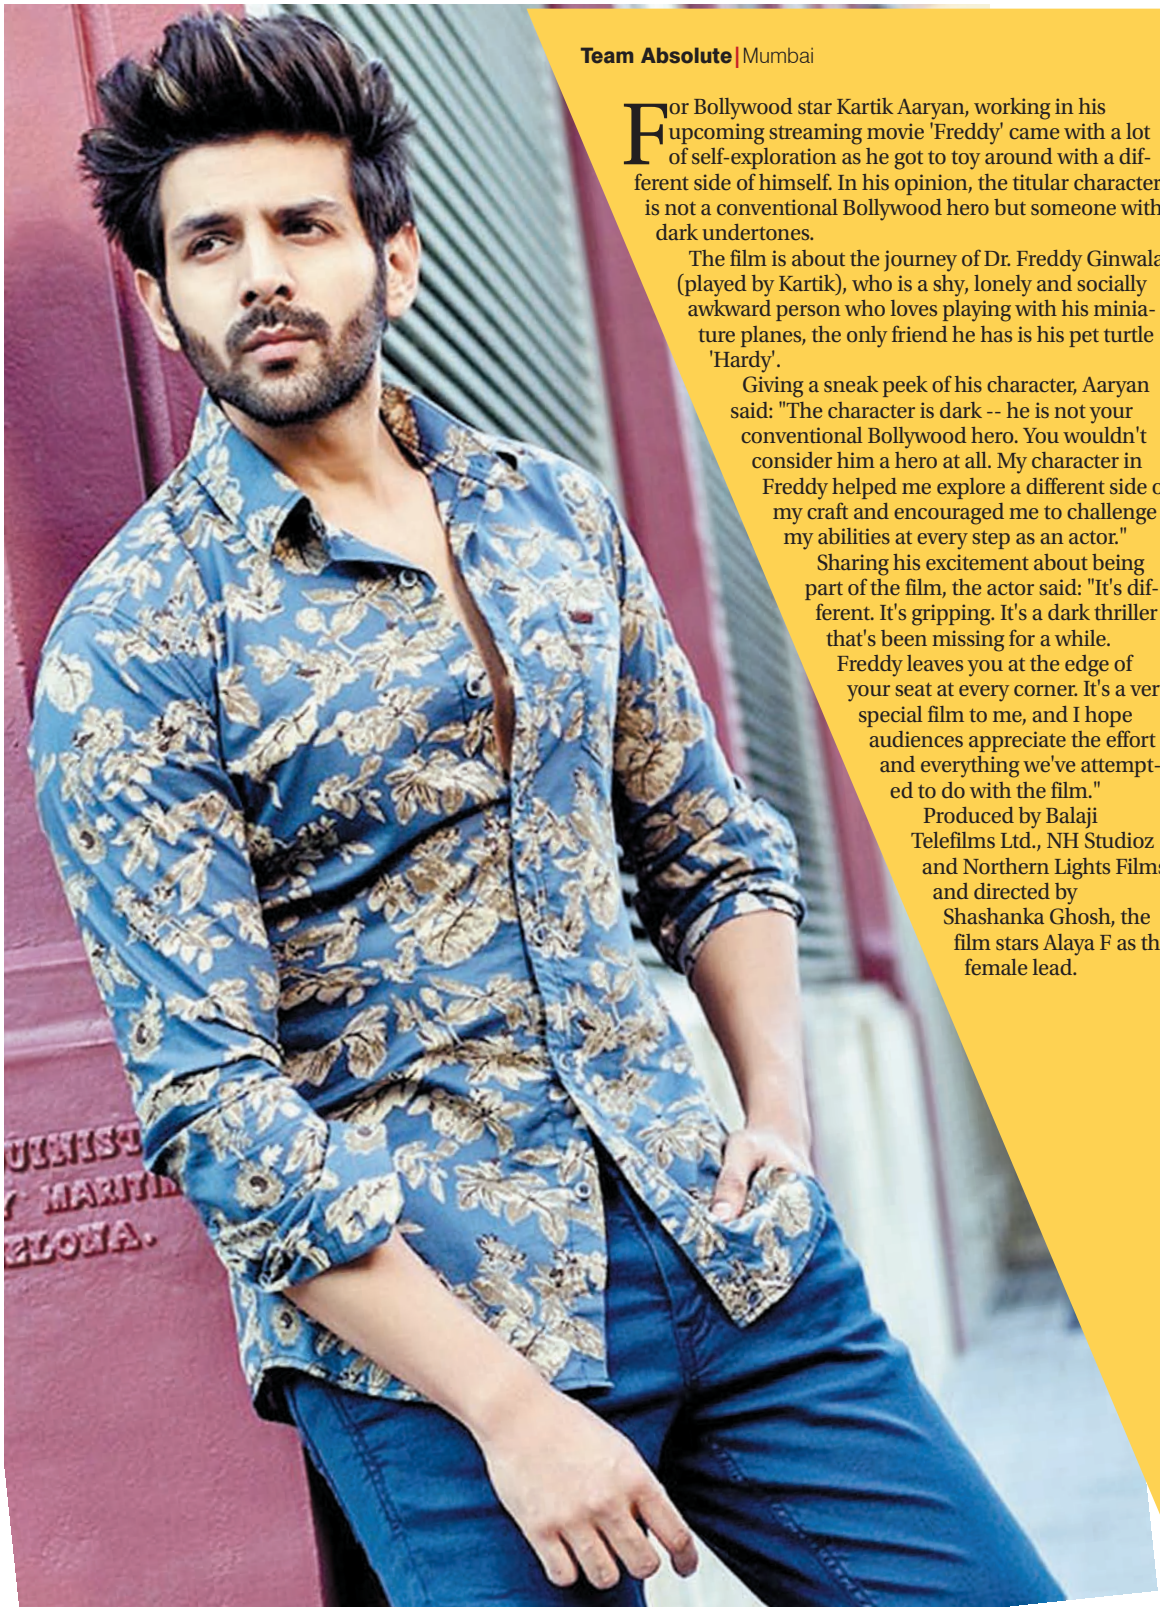 Team Absolute|Mumbai
For Bollywood star Kartik Aaryan, working in his
upcoming streaming movie 'Freddy' came with a lot
of self-exploration as he got to toy around with a dif-
ferent side of himself. In his opinion, the titular character
is not a conventional Bollywood hero but someone with
dark undertones.
The film is about the journey of Dr. Freddy Ginwala
(played by Kartik), who is a shy, lonely and socially
awkward person who loves playing with his minia-
ture planes, the only friend he has is his pet turtle
'Hardy'.
Giving a sneak peek of his character, Aaryan
said: "The character is dark -- he is not your
conventional Bollywood hero. You wouldn't
consider him a hero at all. My character in
Freddy helped me explore a different side
my craft and encouraged me to challenge
my abilities at every step as an actor."
Sharing his excitement about being
part of the film, the actor said: "It's dif-
ferent. It's gripping. It's a dark thriller
that's been missing for a while.
Freddy leaves you at the edge of
your seat at every corner. It's a ver
special film to me, and I hope
audiences appreciate the effort
and everything we've attempt-
ed to do with the film."
Produced by Balaji
Telefilms Ltd., NH Studioz
and Northern Lights Films
and directed by
Shashanka Ghosh, the
film stars Alaya F as th
female lead.
UINIST
Y MARITIM
ELONA.